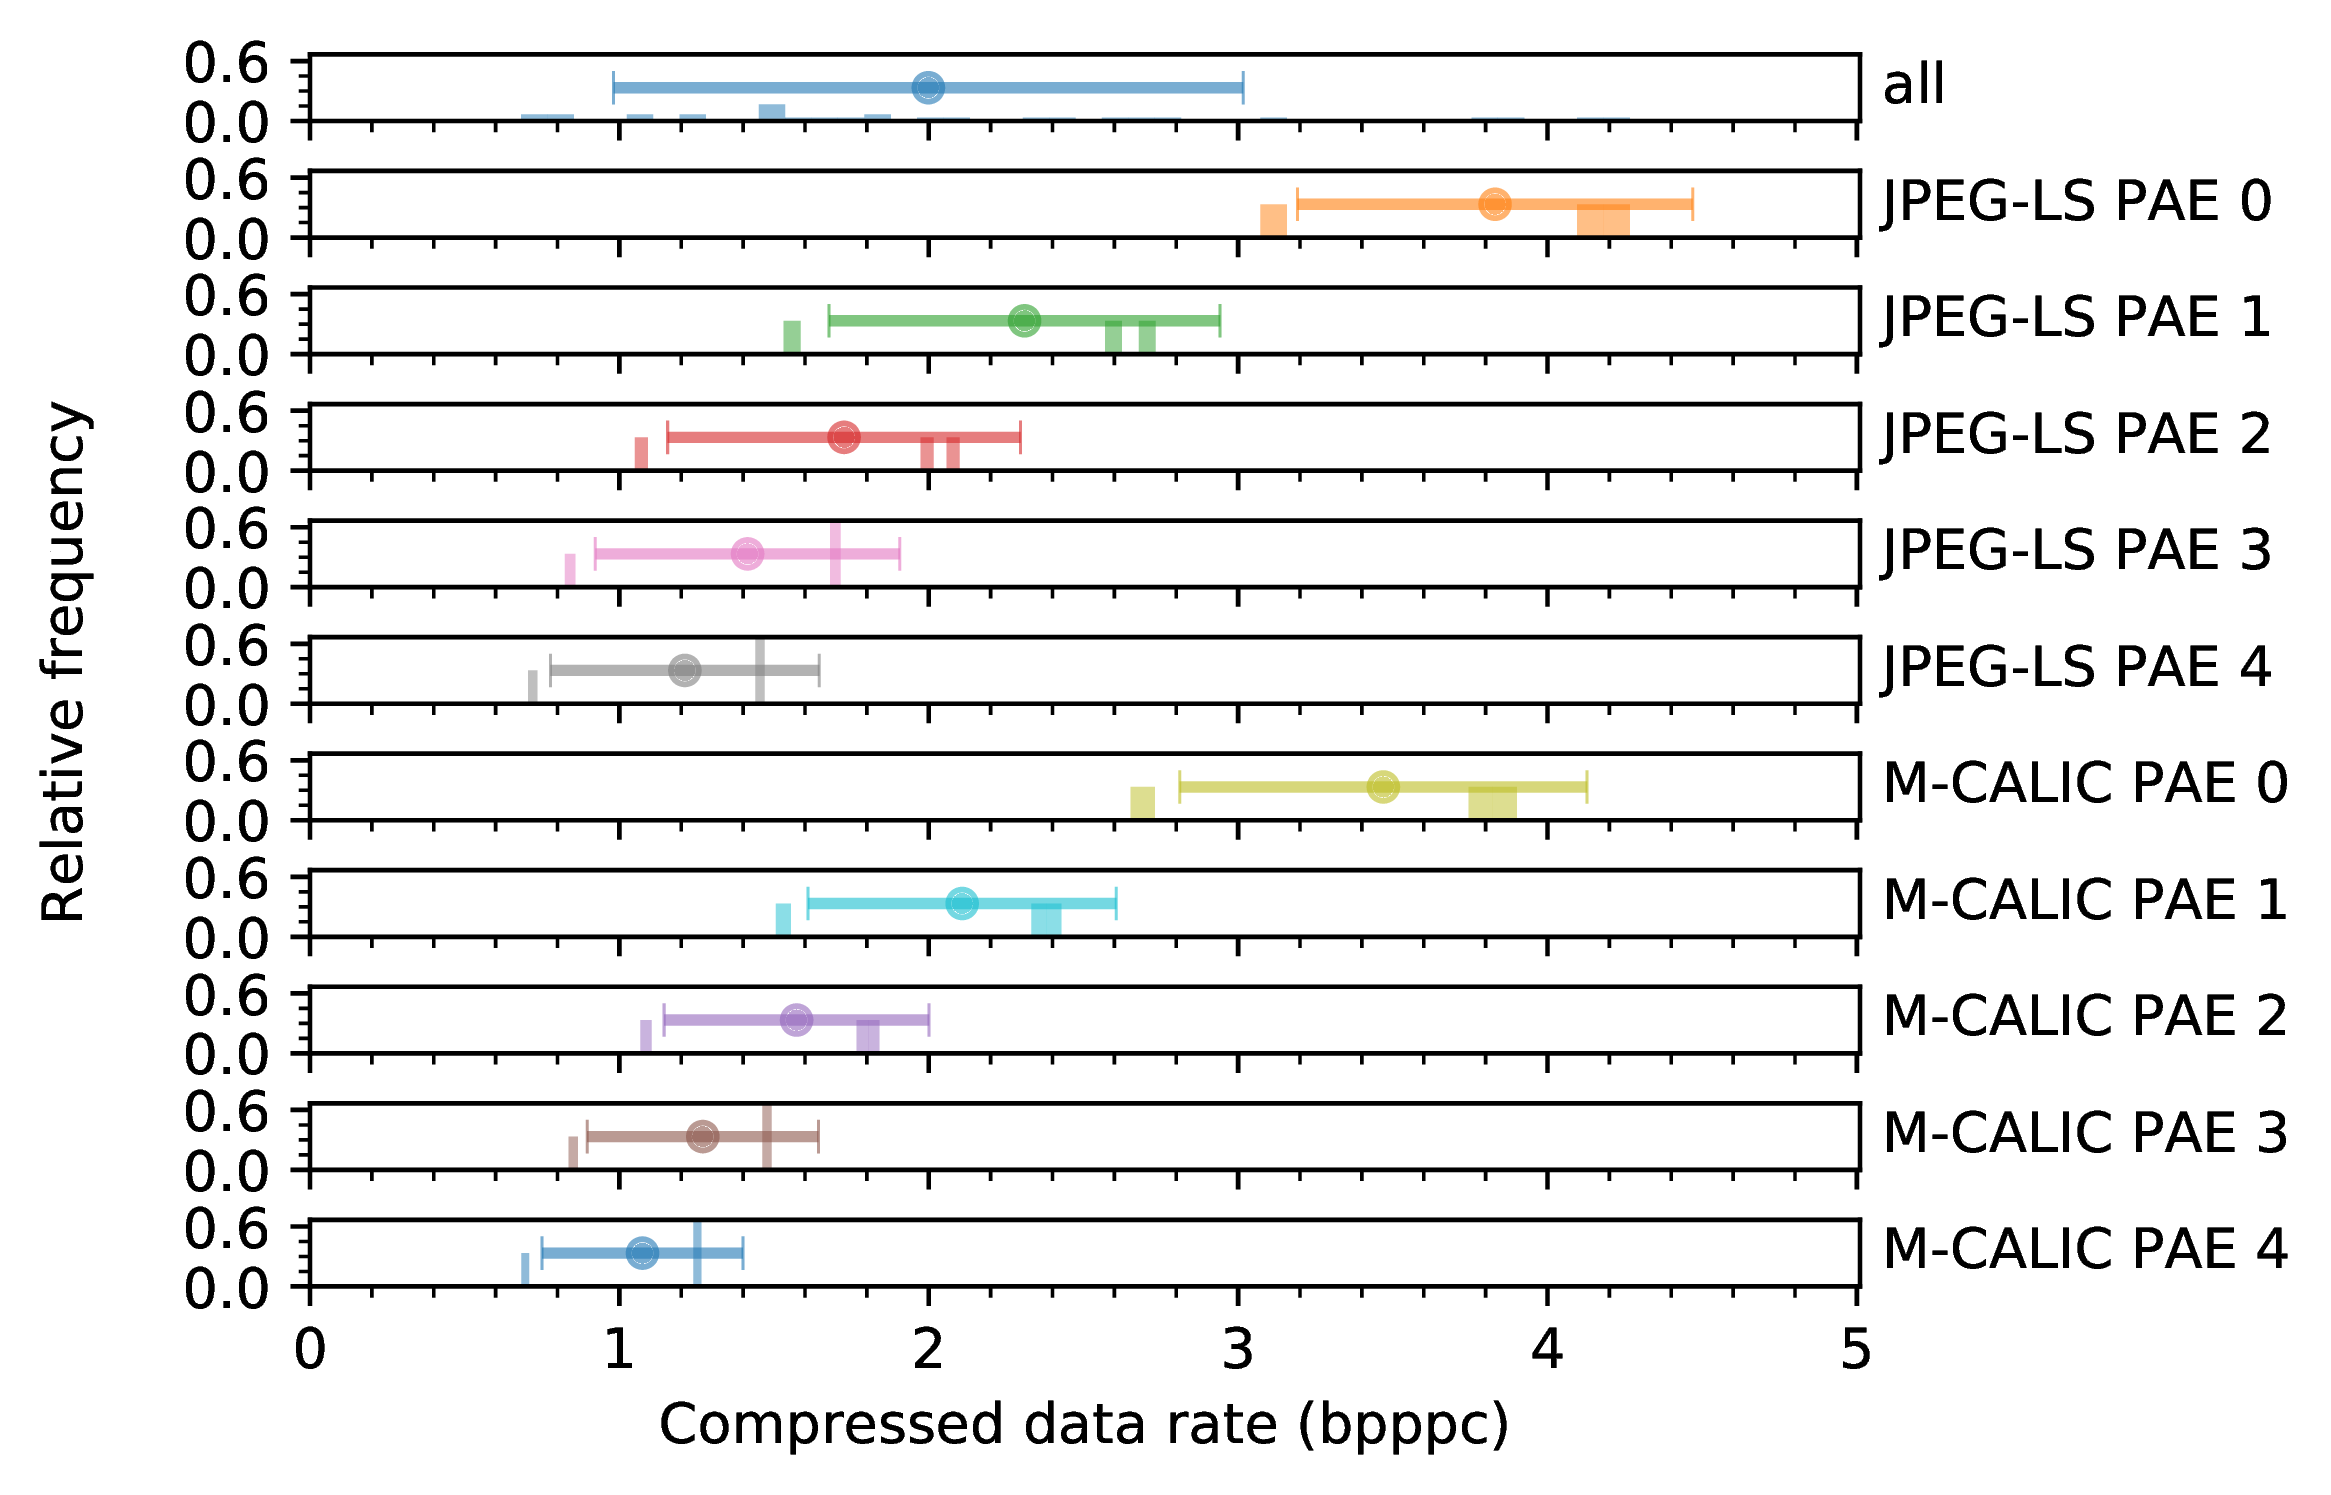 0.6
0.0
all
0.6
0.0
JPEG-LS PAE 0
0.6
0.0
JPEG-LS PAE 1
0.6
0.0
JPEG-LS PAE 2
0.6
0.0
JPEG-LS PAE 3
0.6
0.0
JPEG-LS PAE 4
0.6
0.0
M-CALIC PAE 0
0.6
0.0
M-CALIC PAE 1
0.6
0.0
M-CALIC PAE 2
0.6
0.0
M-CALIC PAE 3
0.6
0.0
M-CALIC PAE 4
Relative frequency
0 1 2 3 4 5
Compressed data rate (bpppc)